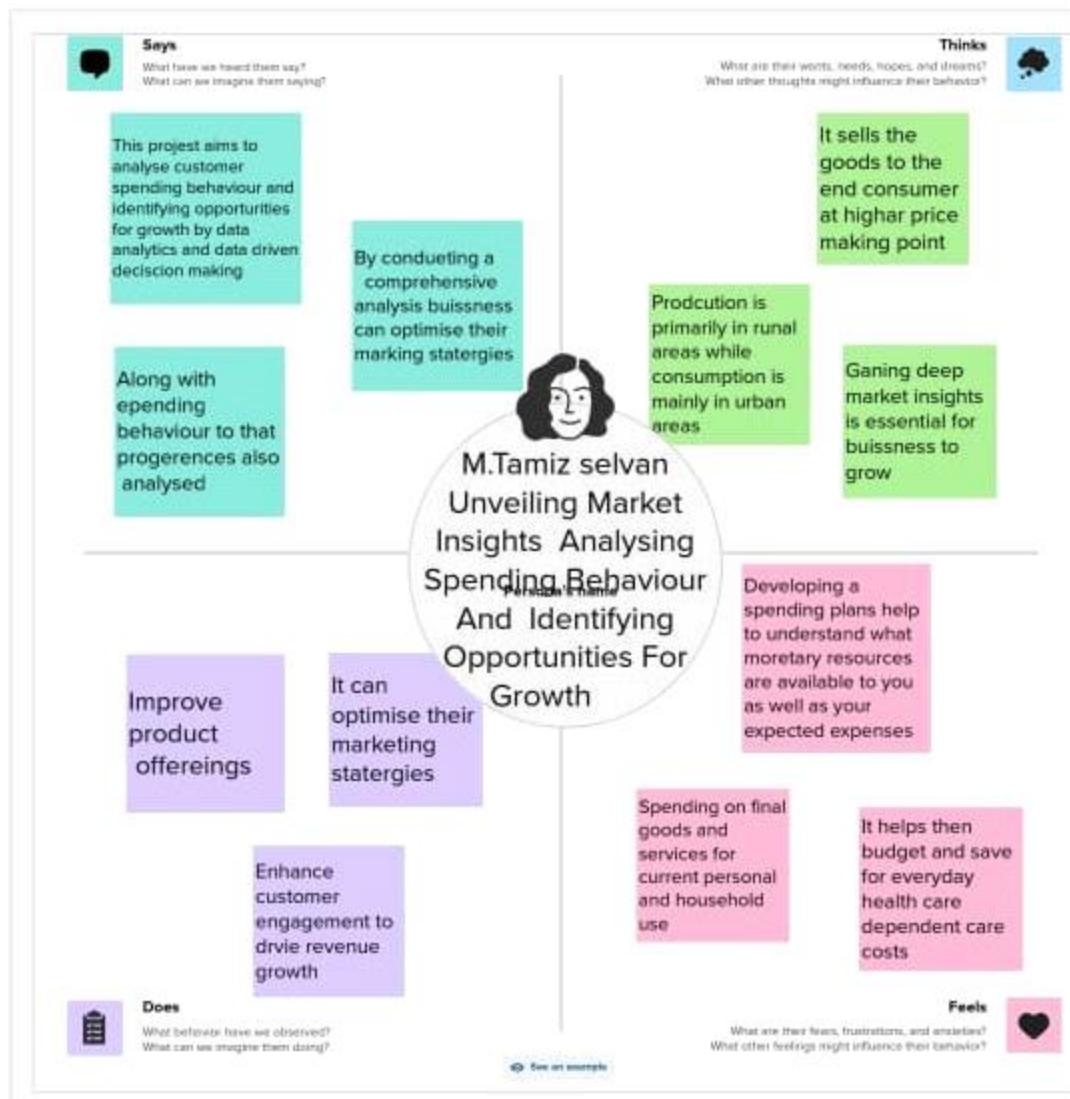 Says
What have we heard them say?
What can we imagine them saying?
Thinks
What are their wants, needs, hopes, and dreams?
What other thoughts might influence their behavior?
This projest aims to
analyse customer
spending behaviour and
identifying opportunities
for growth by data
analytics and data driven
deciscion making
By condueting a
comprehensive
analysis buissness
can optimise their
marking statergies
Along with
epending
behaviour to that
progerences also
analysed
It sells the
goods to the
end consumer
at highar price
making point
Prodcution is
primarily in runal
areas while
consumption is
mainly in urban
areas
Ganing deep
market insights
is essential for
buissness to
grow
M.Tamiz selvan
Unveiling Market
Insights Analysing
Spending Behaviour
Persona's name
And Identifying
Opportunities For
Growth
Improve
product
offereings
It can
optimise their
marketing
statergies
Enhance
customer
engagement to
drvie revenue
growth
Developing a
spending plans help
to understand what
moretary resources
are available to you
as well as your
expected expenses
Spending on final
goods and
services for
current personal
and household
use
It helps then
budget and save
for everyday
health care
dependent care
costs
Does
What behavior have we observed?
What can we imagine them doing?
Feels
What are their fears, frustrations, and anxieties?
What other feelings might influence their behavior?
See an example